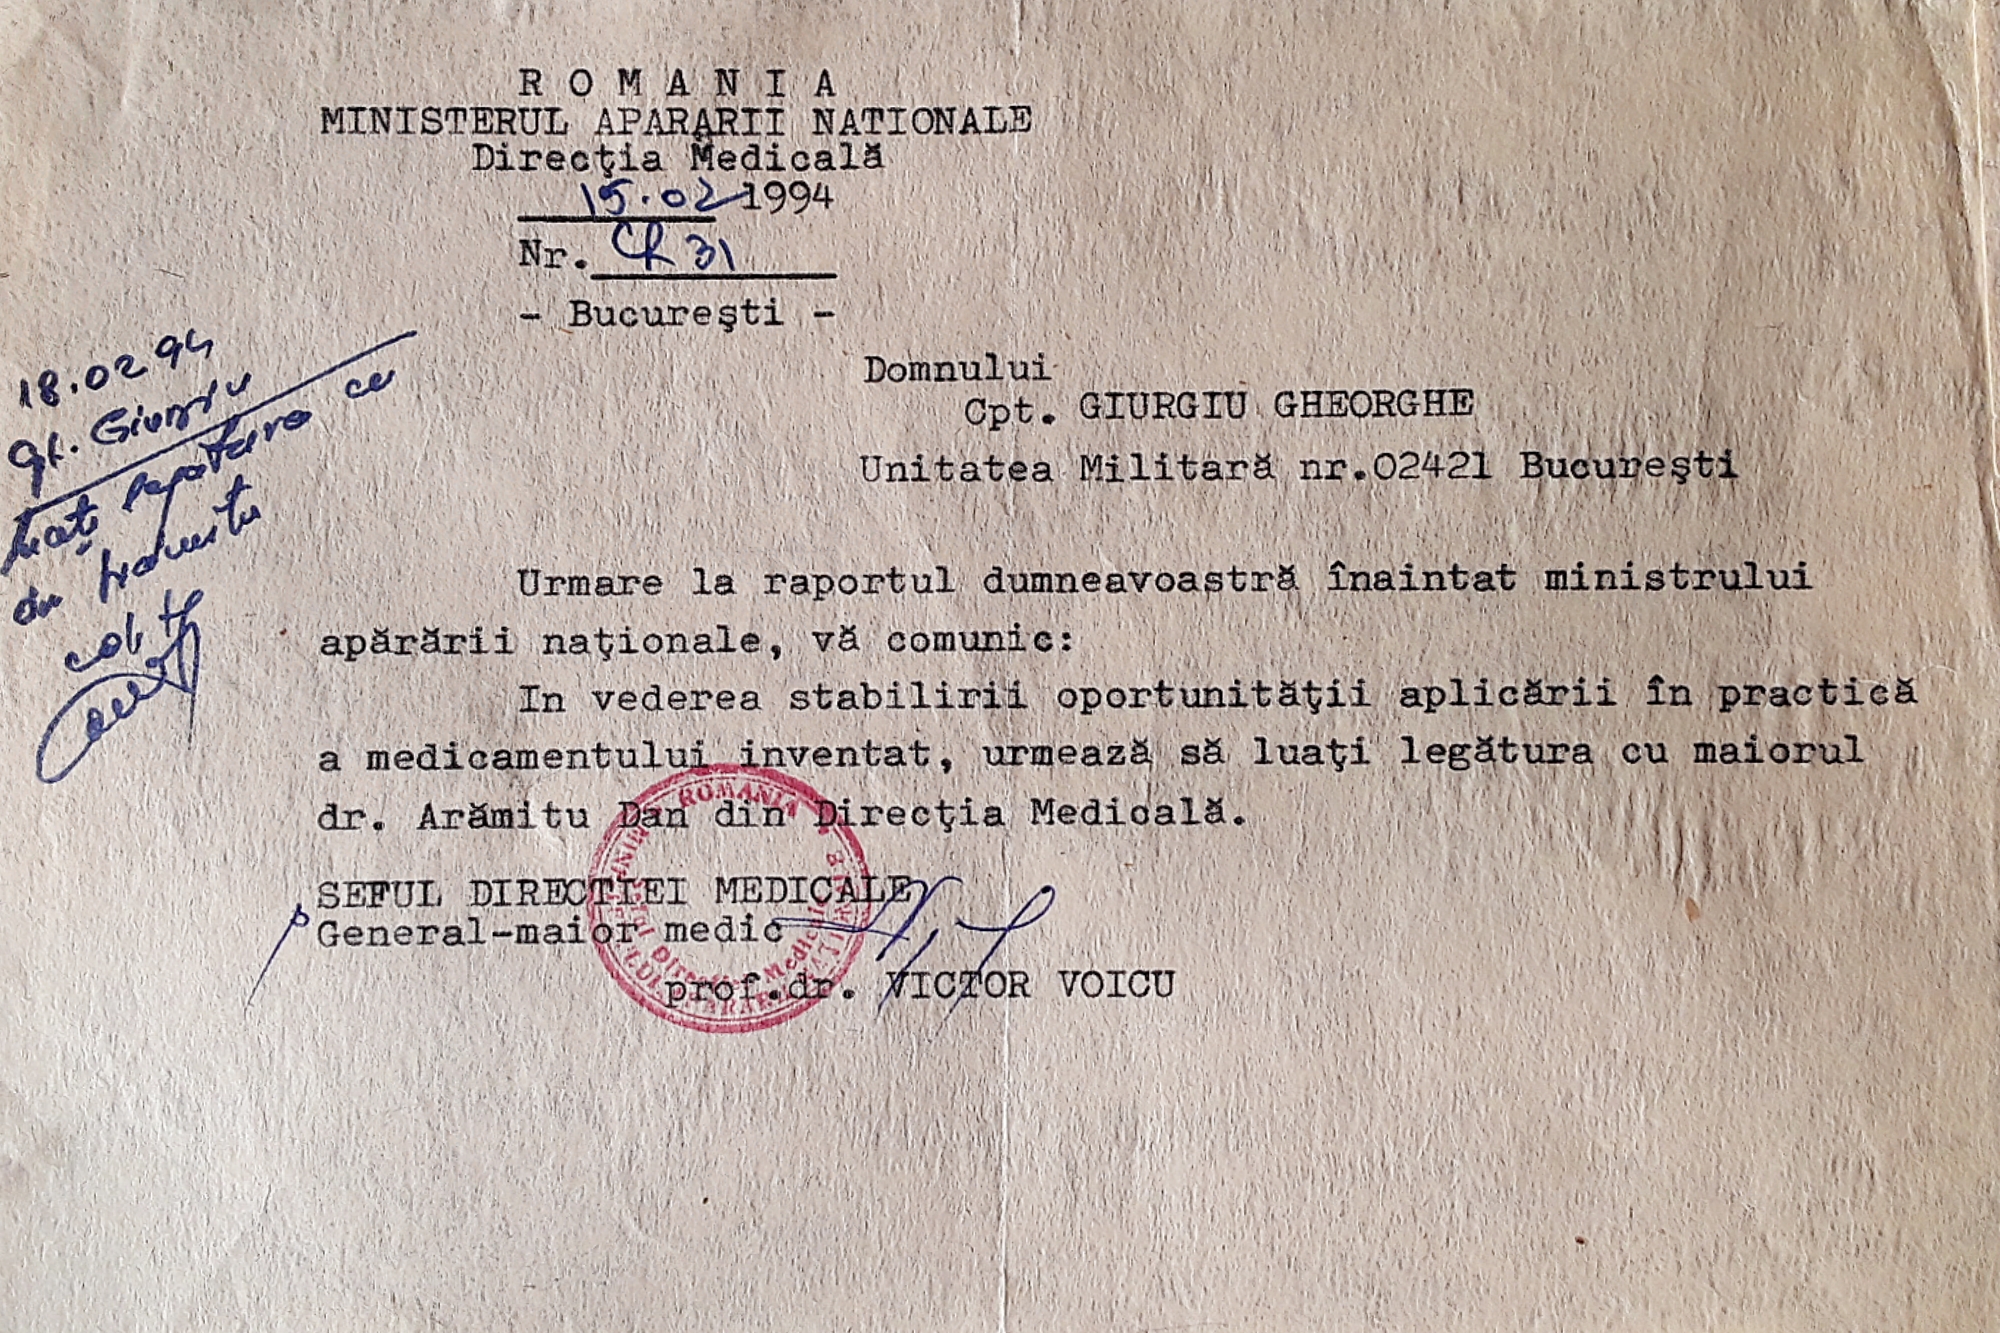 R O M A N I A
MINISTERUL APARARII NATIONALE
Direcţia Medicală
15.02 1994
Nr. CR 31
- Bucureşti -
18.02 94
Domnului
Cpt. GIURGIU GHEORGHE
Unitatea Militară nr.02421 Bucureşti
Giurgiu
Urmare la raportul dumneavoastră înaintat ministrului
apărării naţionale, vă comunic:
In vederea stabilirii oportunităţii aplicării în practică
a medicamentului inventat, urmează să luaţi legătura cu maiorul
dr. Arămitu Dan din Direcţia Medicală.
ROMANIA
SEFUL DIRECTIEI MEDICALE
General-maior medic
prof.dr. VICTOR VOICU